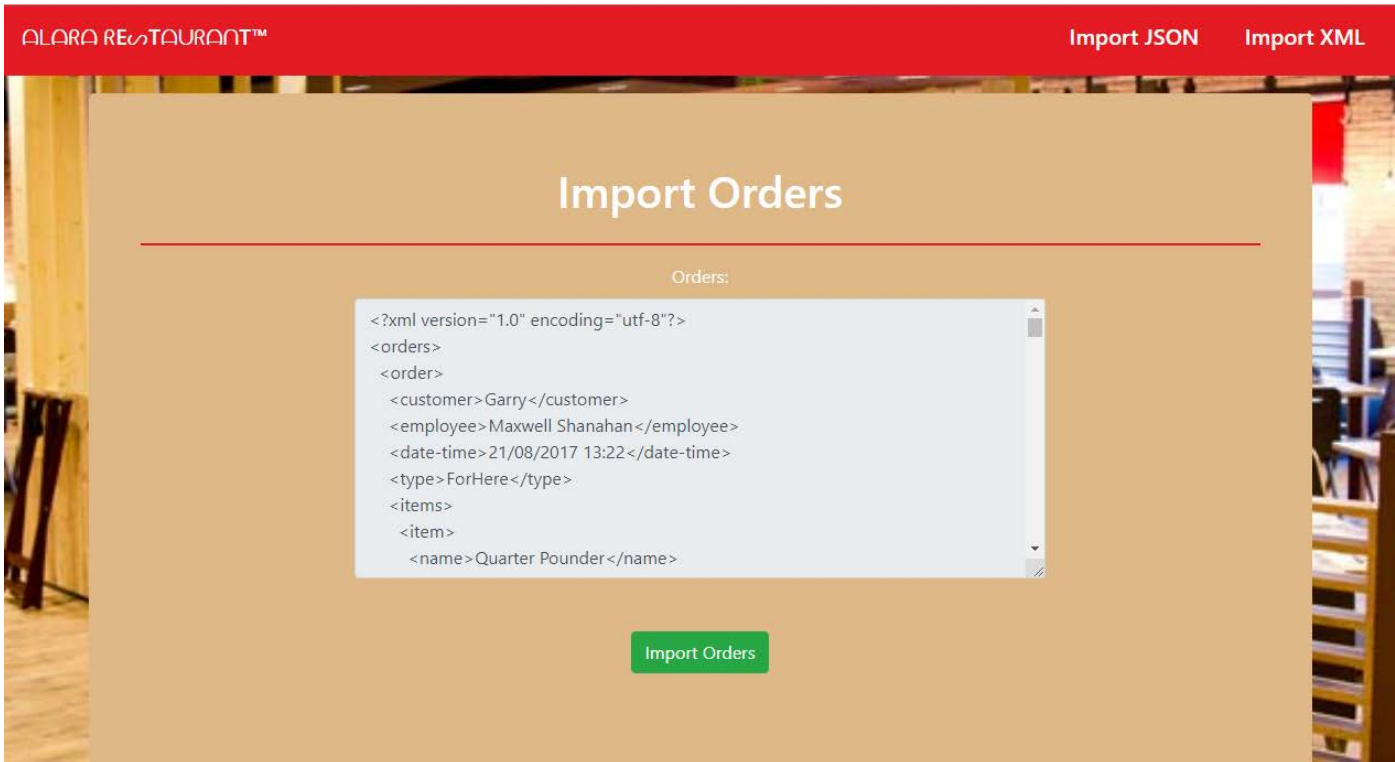 ALARA RESTAURANT™
Import JSON
Import XML
Import Orders
Orders:
<?xml version="1.0" encoding="utf-8"?>
<orders>
<order>
<customer>Garry</customer>
<employee>Maxwell Shanahan</employee>
<date-time>21/08/2017 13:22</date-time>
<type>ForHere</type>
<items>
<item>
<name>Quarter Pounder</name>
Import Orders